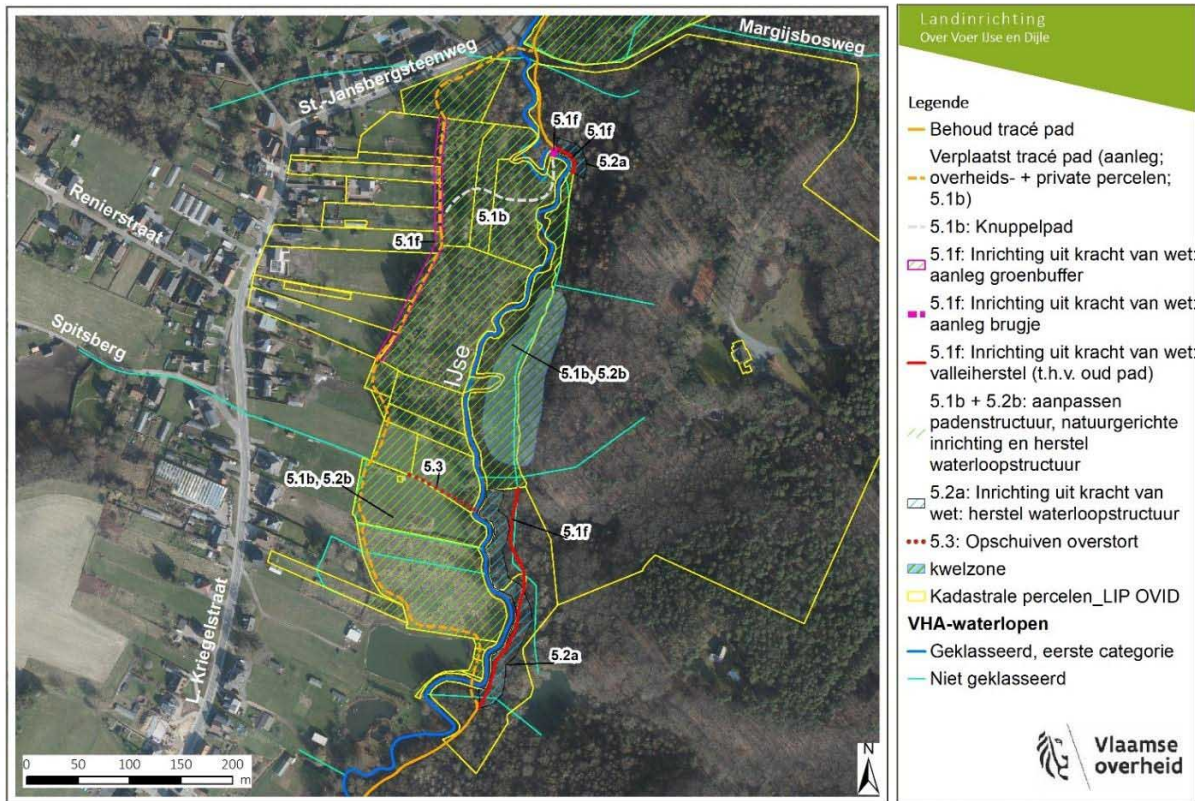 Margijsbosweg
St.-Jansbergsteenweg
5.1f
5.1f
5.2a
Renierstraat
5.1b
5.1f
Spitsberg
IJse
5.1b, 5.2b
5.3
5.1b, 5.2b
5.1f
L. Kriegelstraat
5.2a
0 50 100 150 200
m
N
Landinrichting
Over Voer IJse en Dijle
Legende
Behoud tracé pad
Verplaatst tracé pad (aanleg;
overheids- + private percelen;
5.1b)
5.1b: Knuppelpad
5.1f: Inrichting uit kracht van wet:
aanleg groenbuffer
5.1f: Inrichting uit kracht van wet:
aanleg brugje
5.1f: Inrichting uit kracht van wet:
valleiherstel (t.h.v. oud pad)
5.1b + 5.2b: aanpassen
padenstructuur, natuurgerichte
inrichting en herstel
waterloopstructuur
5.2a: Inrichting uit kracht van
wet: herstel waterloopstructuur
5.3: Opschuiven overstort
kwelzone
Kadastrale percelen_LIP OVID
VHA-waterlopen
Geklasseerd, eerste categorie
Niet geklasseerd
Vlaamse
overheid